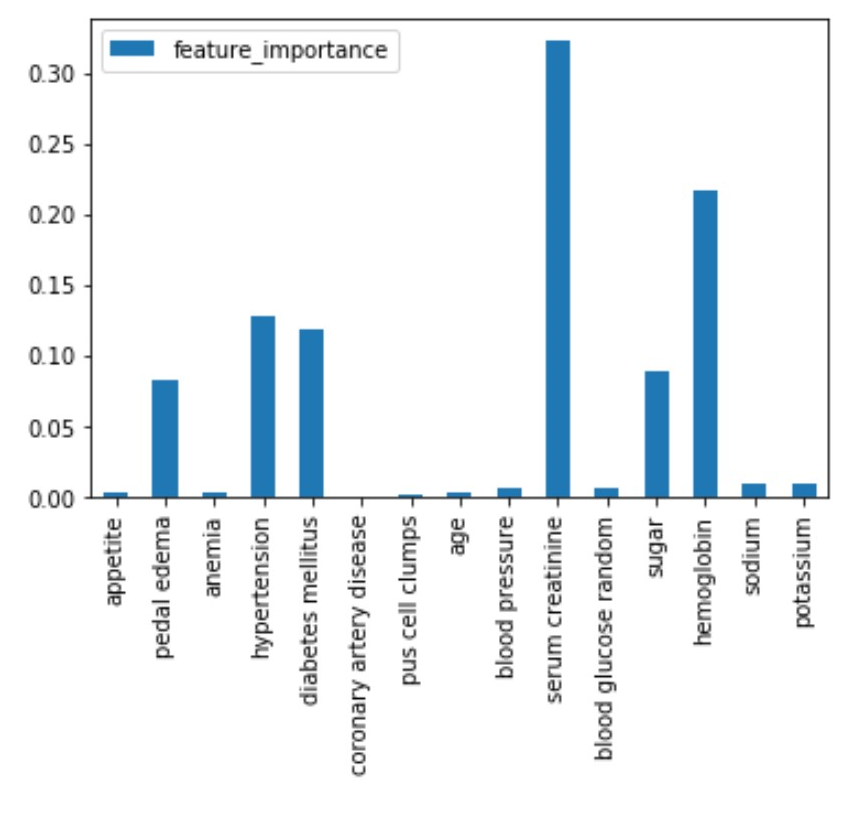 feature_importance
0.30
0.25
0.20
0.15
0.10
0.05
0.00
appetite
pedal edema
anemia
hypertension
diabetes mellitus
coronary artery disease
pus cell clumps
age
blood pressure
serum creatinine
blood glucose random
sugar
hemoglobin
sodium
potassium